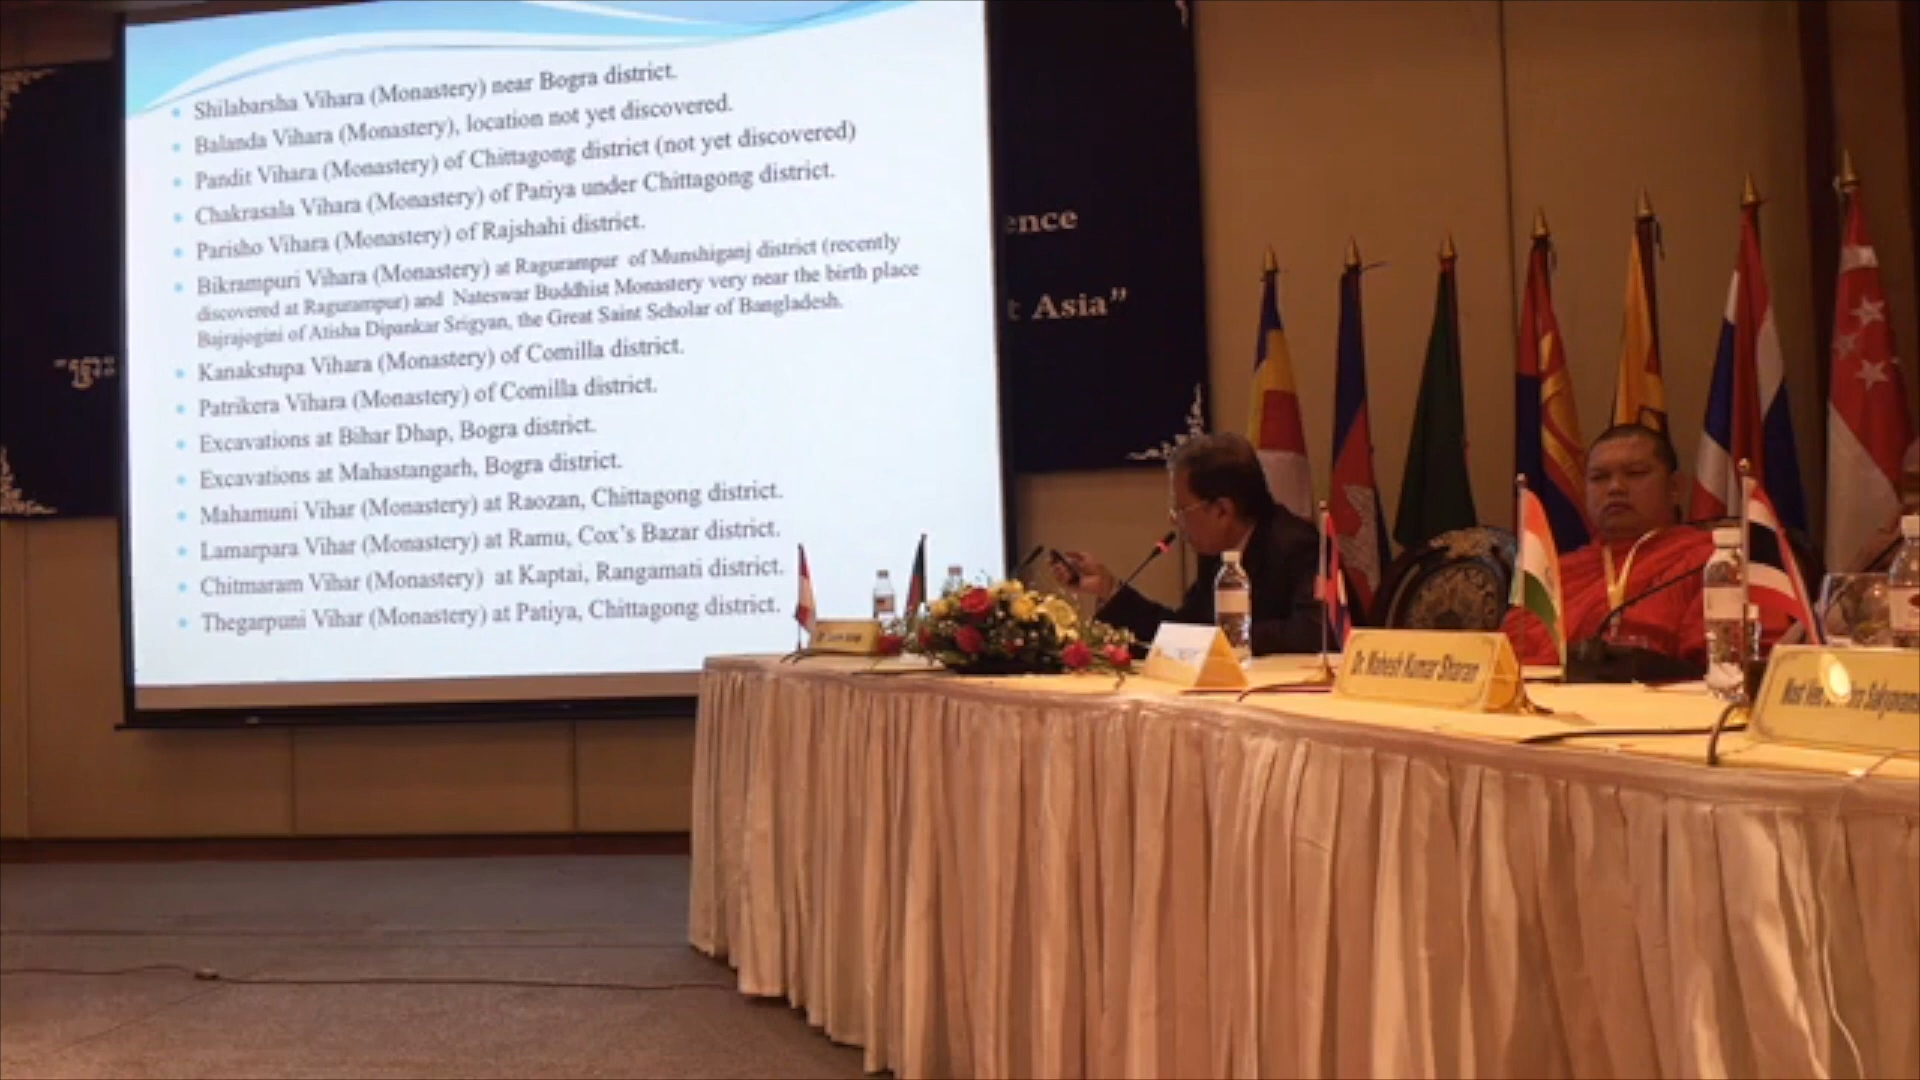 Shilabarsha Vihara (Monastery) near Bogra district.
Balanda Vihara (Monastery), location not yet discovered.
Pandit Vihara (Monastery) of Chittagong district (not yet discovered)
Chakrasala Vihara (Monastery) of Patiya under Chittagong district.
Parisho Vihara (Monastery) of Rajshahi district.
Bikrampuri Vihara (Monastery) at Ragurampur of Munshiganj district (recently
discovered at Ragurampur) and Nateswar Buddhist Monastery very near the birth place
Bajrajogini of Atisha Dipankar Srigyan, the Great Saint Scholar of Bangladesh.
Kanakstupa Vihara (Monastery) of Comilla district.
Patrikera Vihara (Monastery) of Comilla district.
Excavations at Bihar Dhap, Bogra district.
Excavations at Mahastangarh, Bogra district.
Mahamuni Vihar (Monastery) at Raozan, Chittagong district.
Lamarpara Vihar (Monastery) at Ramu, Cox's Bazar district.
Chitmaram Vihar (Monastery) at Kaptai, Rangamati district.
Thegarpuni Vihar (Monastery) at Patiya, Chittagong district.
ence
t Asia”
Dr. Mahesh Kumar Sharan
Most Ven